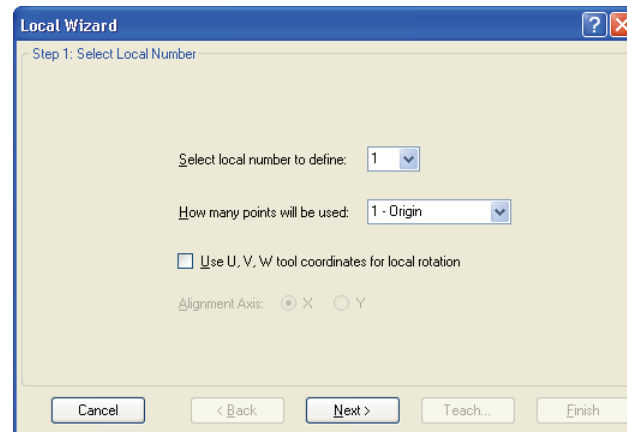 Local Wizard
Step 1: Select Local Number
Select local number to define: 1
How many points will be used: 1 - Origin
Use U, V, W tool coordinates for local rotation
Alignment Axis: X Y
Cancel < Back Next > Teach... Finish